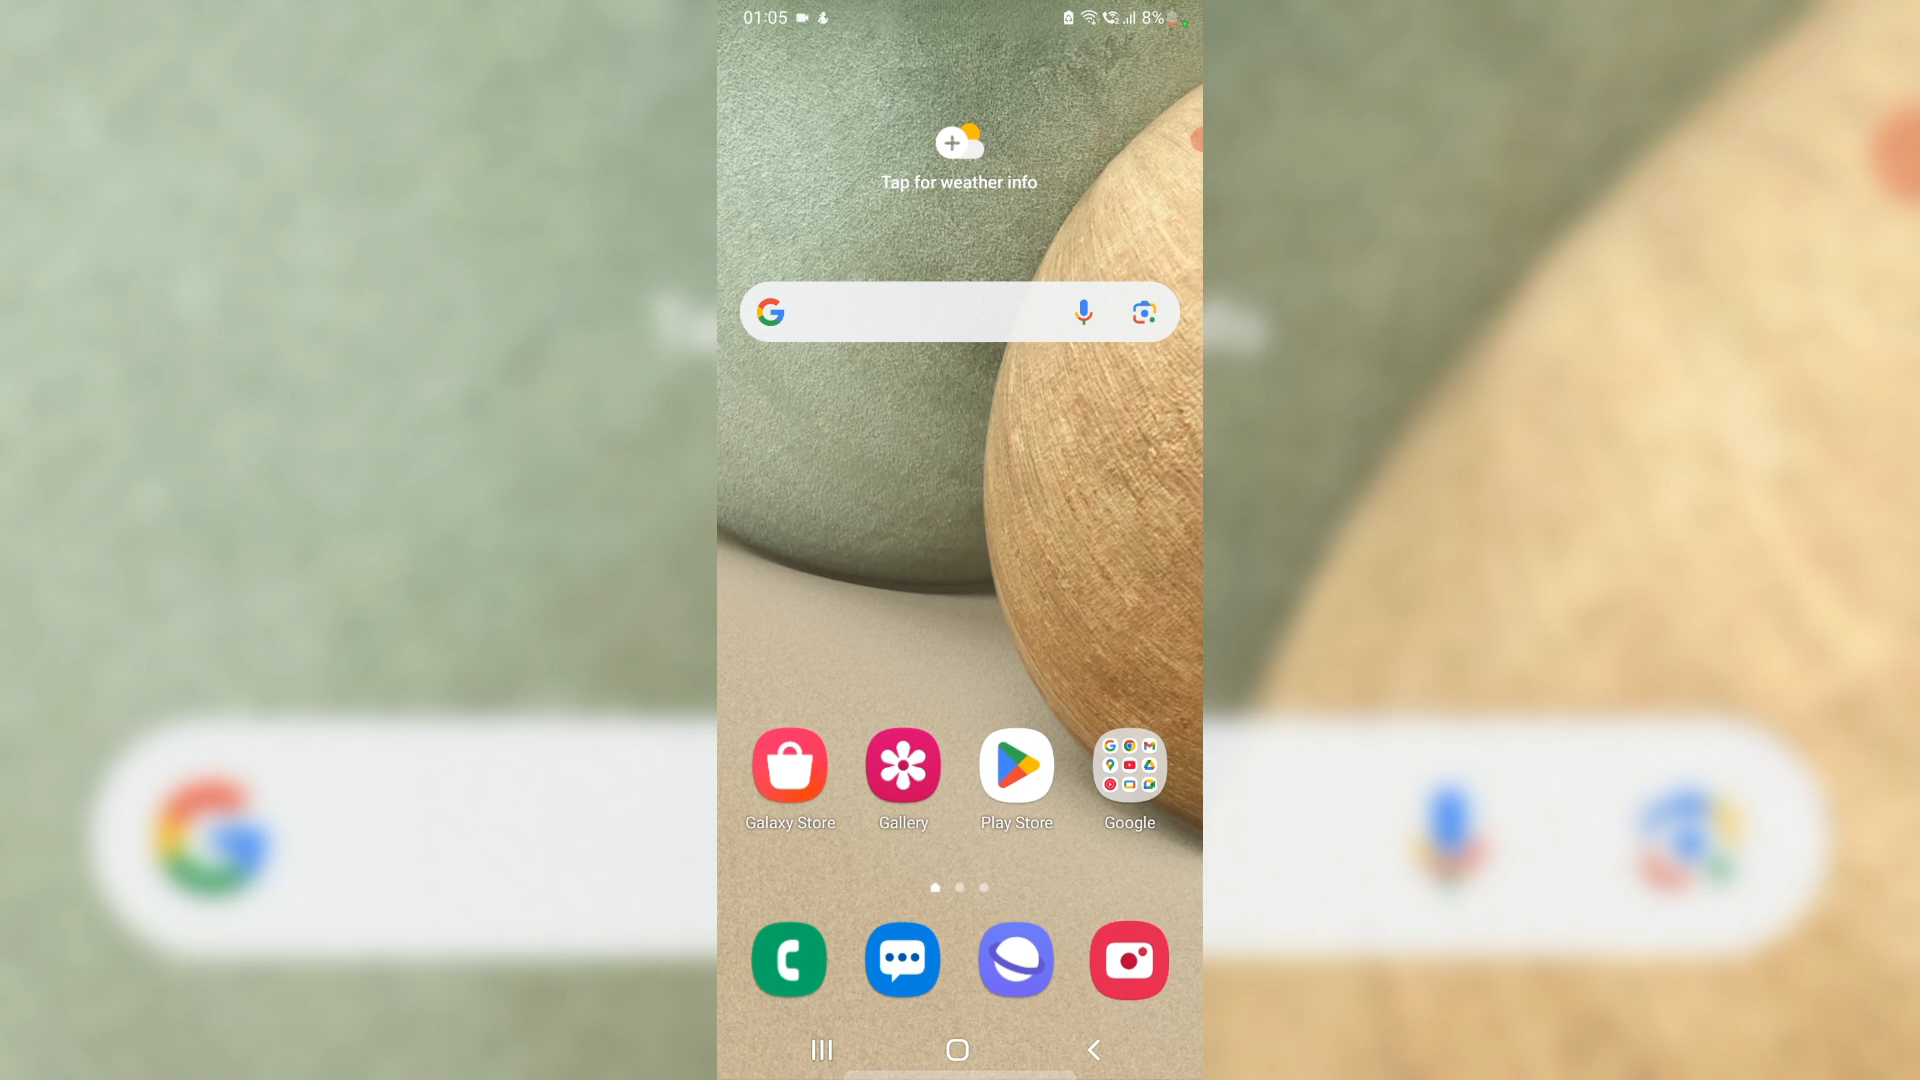 01:05
8%
Tap for weather info
Galaxy Store
Gallery
Play Store
Google